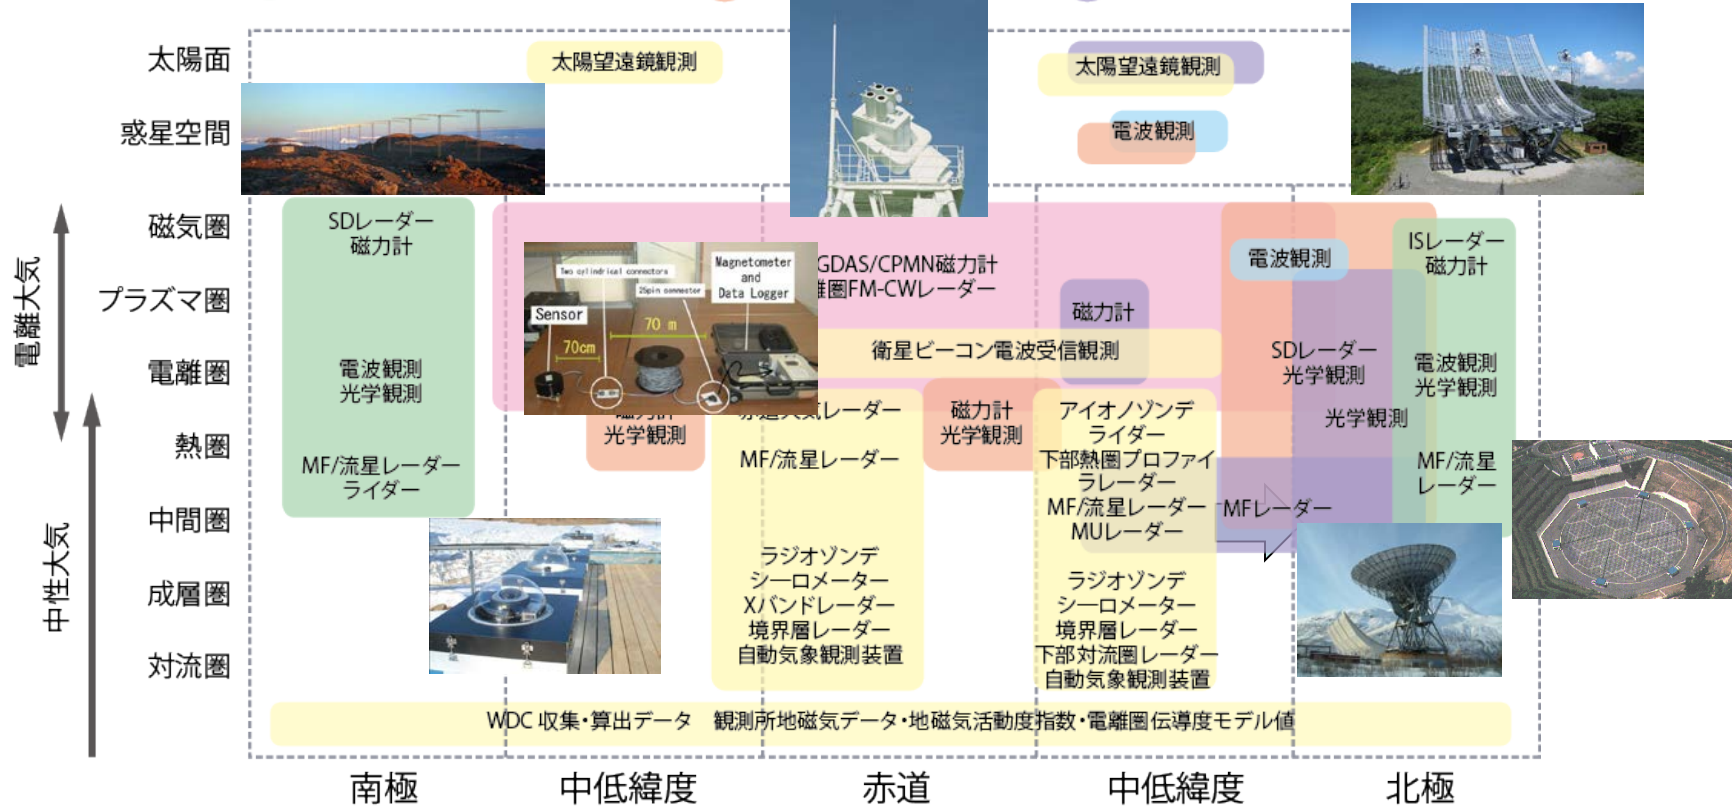 太陽面
太陽望遠鏡観測
太陽望遠鏡観測
惑星空間
電波観測
磁気圏
SDレーダー
磁力計
GDAS/CPMN磁力計
圏FM-CWレーダー
電波観測
ISレーダー
磁力計
プラズマ圏
磁力計
Two cylindrical connectors
25pin connector
Magnetometer
and
Data Logger
Sensor
70 m
70cm
電離圏
電波観測
光学観測
衛星ビーコン電波受信観測
SDレーダー
光学観測
電波観測
光学観測
光学観測
磁力計
光学観測
赤道大気レーダー
MF/流星レーダー
磁力計
光学観測
アイオノゾンデ
ライダー
下部熱圏プロファイ
ラレーダー
MF/流星レーダー
MUレーダー
熱圏
MF/流星レーダー
ライダー
MF/流星
レーダー
MFレーダー
中間圏
成層圏
ラジオゾンデ
シーロメーター
Xバンドレーダー
境界層レーダー
自動気象観測装置
ラジオゾンデ
シーロメーター
境界層レーダー
下部対流圏レーダー
自動気象観測装置
対流圏
電離大気
中性大気
WDC 収集・算出データ 観測所地磁気データ・地磁気活動度指数・電離圏伝導度モデル値
南極
中低緯度
赤道
中低緯度
北極